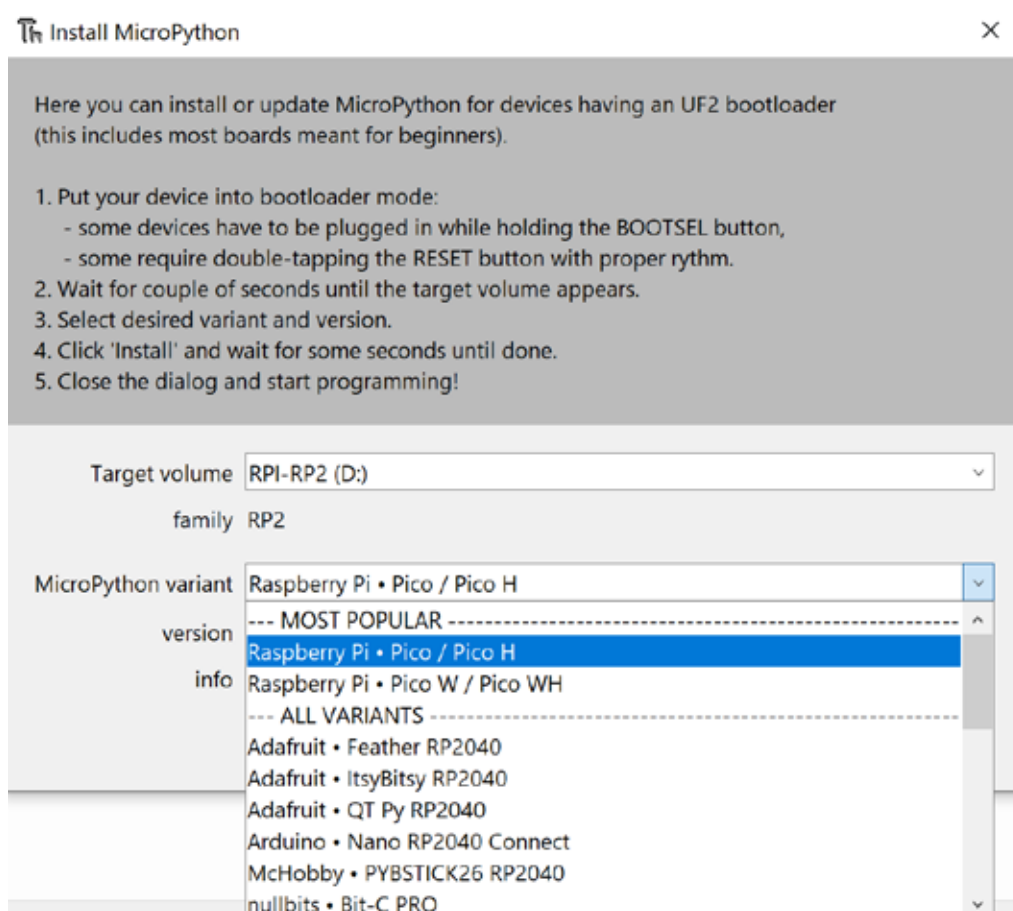 Th Install MicroPython
Here you can install or update MicroPython for devices having an UF2 bootloader
(this includes most boards meant for beginners).
1. Put your device into bootloader mode:
- some devices have to be plugged in while holding the BOOTSEL button,
- some require double-tapping the RESET button with proper rythm.
2. Wait for couple of seconds until the target volume appears.
3. Select desired variant and version.
4. Click 'Install' and wait for some seconds until done.
5. Close the dialog and start programming!
Target volume RPI-RP2 (D:)
family RP2
MicroPython variant Raspberry Pi • Pico / Pico H
version --- MOST POPULAR ---------------------------------------------------------
Raspberry Pi • Pico / Pico H
info Raspberry Pi • Pico W / Pico WH
--- ALL VARIANTS -----------------------------------------------------------
Adafruit • Feather RP2040
Adafruit • ItsyBitsy RP2040
Adafruit • QT Py RP2040
Arduino • Nano RP2040 Connect
McHobby • PYBSTICK26 RP2040
nullbits • Bit-C PRO